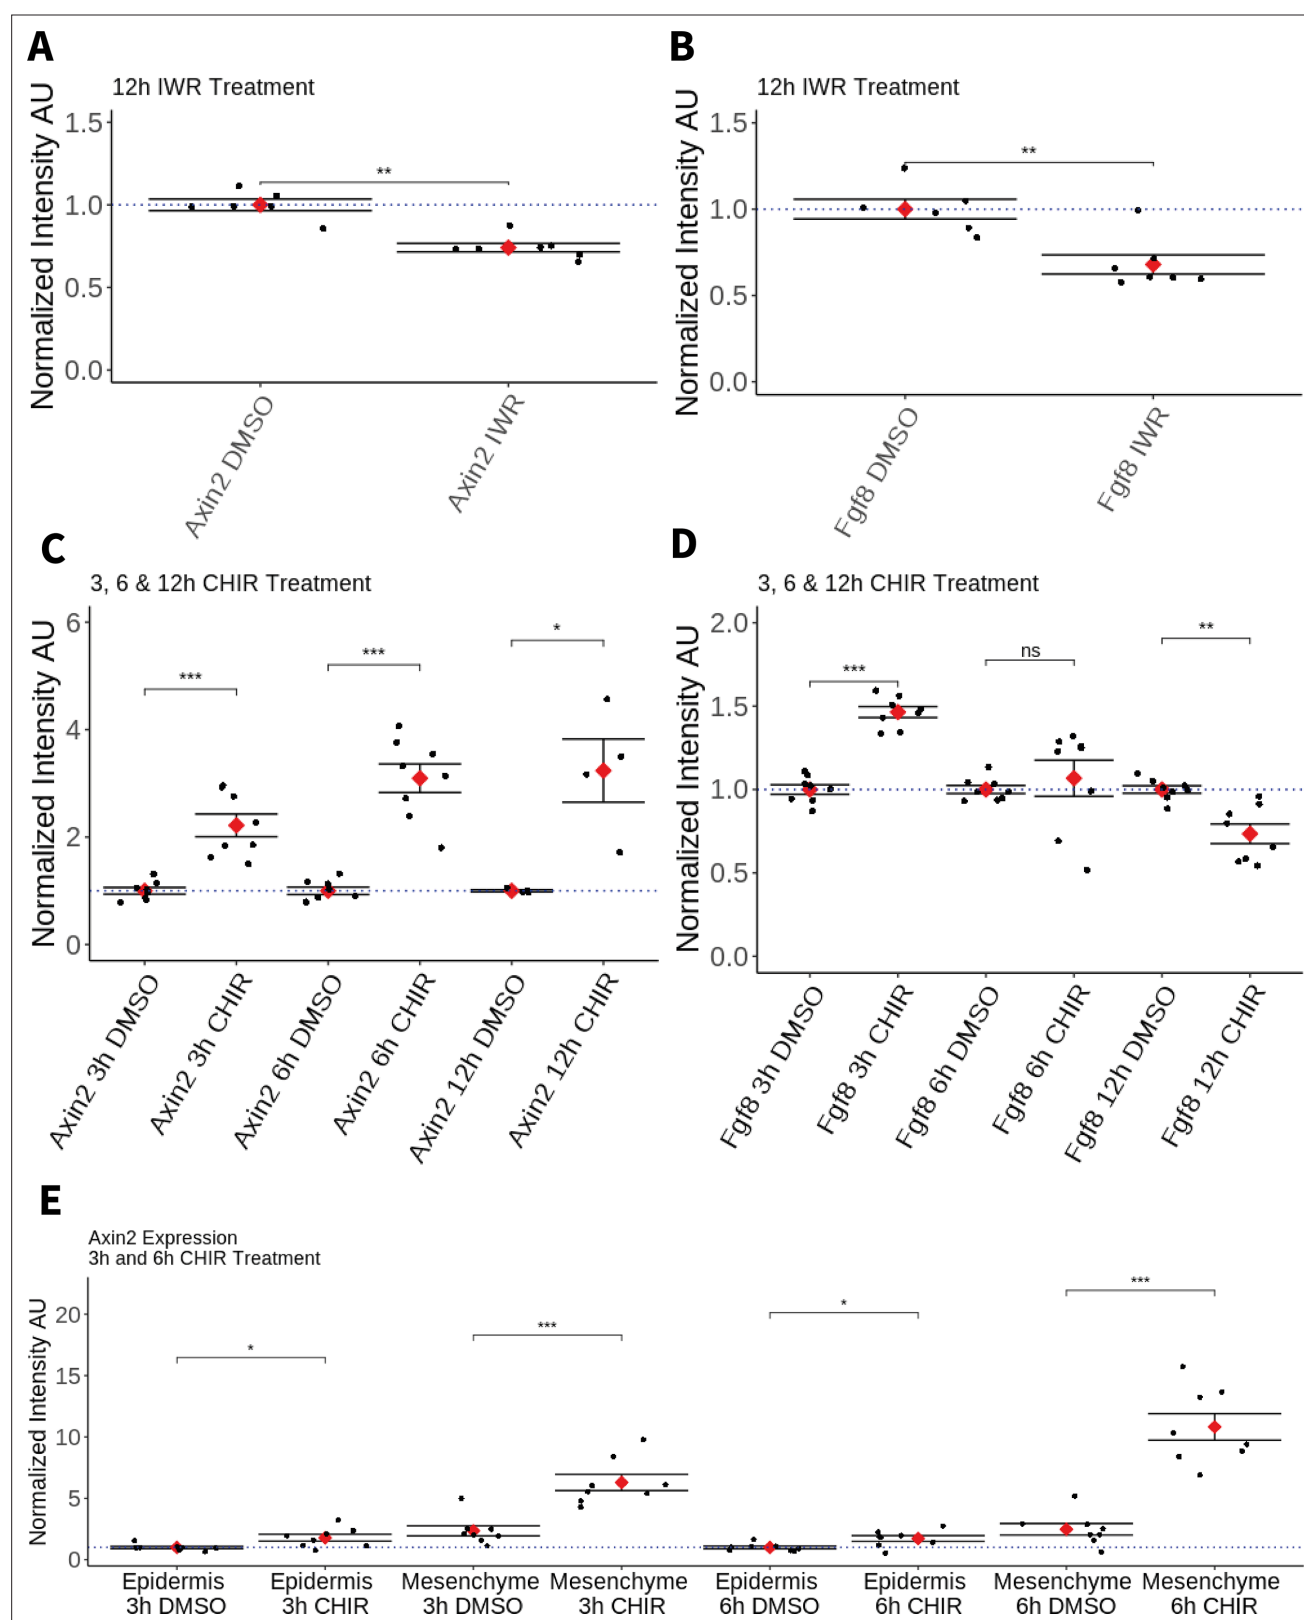 A
12h IWR Treatment
Normalized Intensity AU
1.5
1.0
0.5
0.0
**
Axin2 DMSO
Axin2 IWR
B
12h IWR Treatment
Normalized Intensity AU
1.5
1.0
0.5
0.0
**
Fgf8 DMSO
Fgf8 IWR
C
3, 6 & 12h CHIR Treatment
Normalized Intensity AU
6
4
2
0
***
***
*
Axin2 3h DMSO
Axin2 3h CHIR
Axin2 6h DMSO
Axin2 6h CHIR
Axin2 12h DMSO
Axin2 12h CHIR
D
3, 6 & 12h CHIR Treatment
Normalized Intensity AU
2.0
1.5
1.0
0.5
0.0
***
ns
**
Fgf8 3h DMSO
Fgf8 3h CHIR
Fgf8 6h DMSO
Fgf8 6h CHIR
Fgf8 12h DMSO
Fgf8 12h CHIR
E
Axin2 Expression
3h and 6h CHIR Treatment
Normalized Intensity AU
20
15
10
5
0
*
***
*
***
Epidermis
3h DMSO
Epidermis
3h CHIR
Mesenchyme
3h DMSO
Mesenchyme
3h CHIR
Epidermis
6h DMSO
Epidermis
6h CHIR
Mesenchyme
6h DMSO
Mesenchyme
6h CHIR